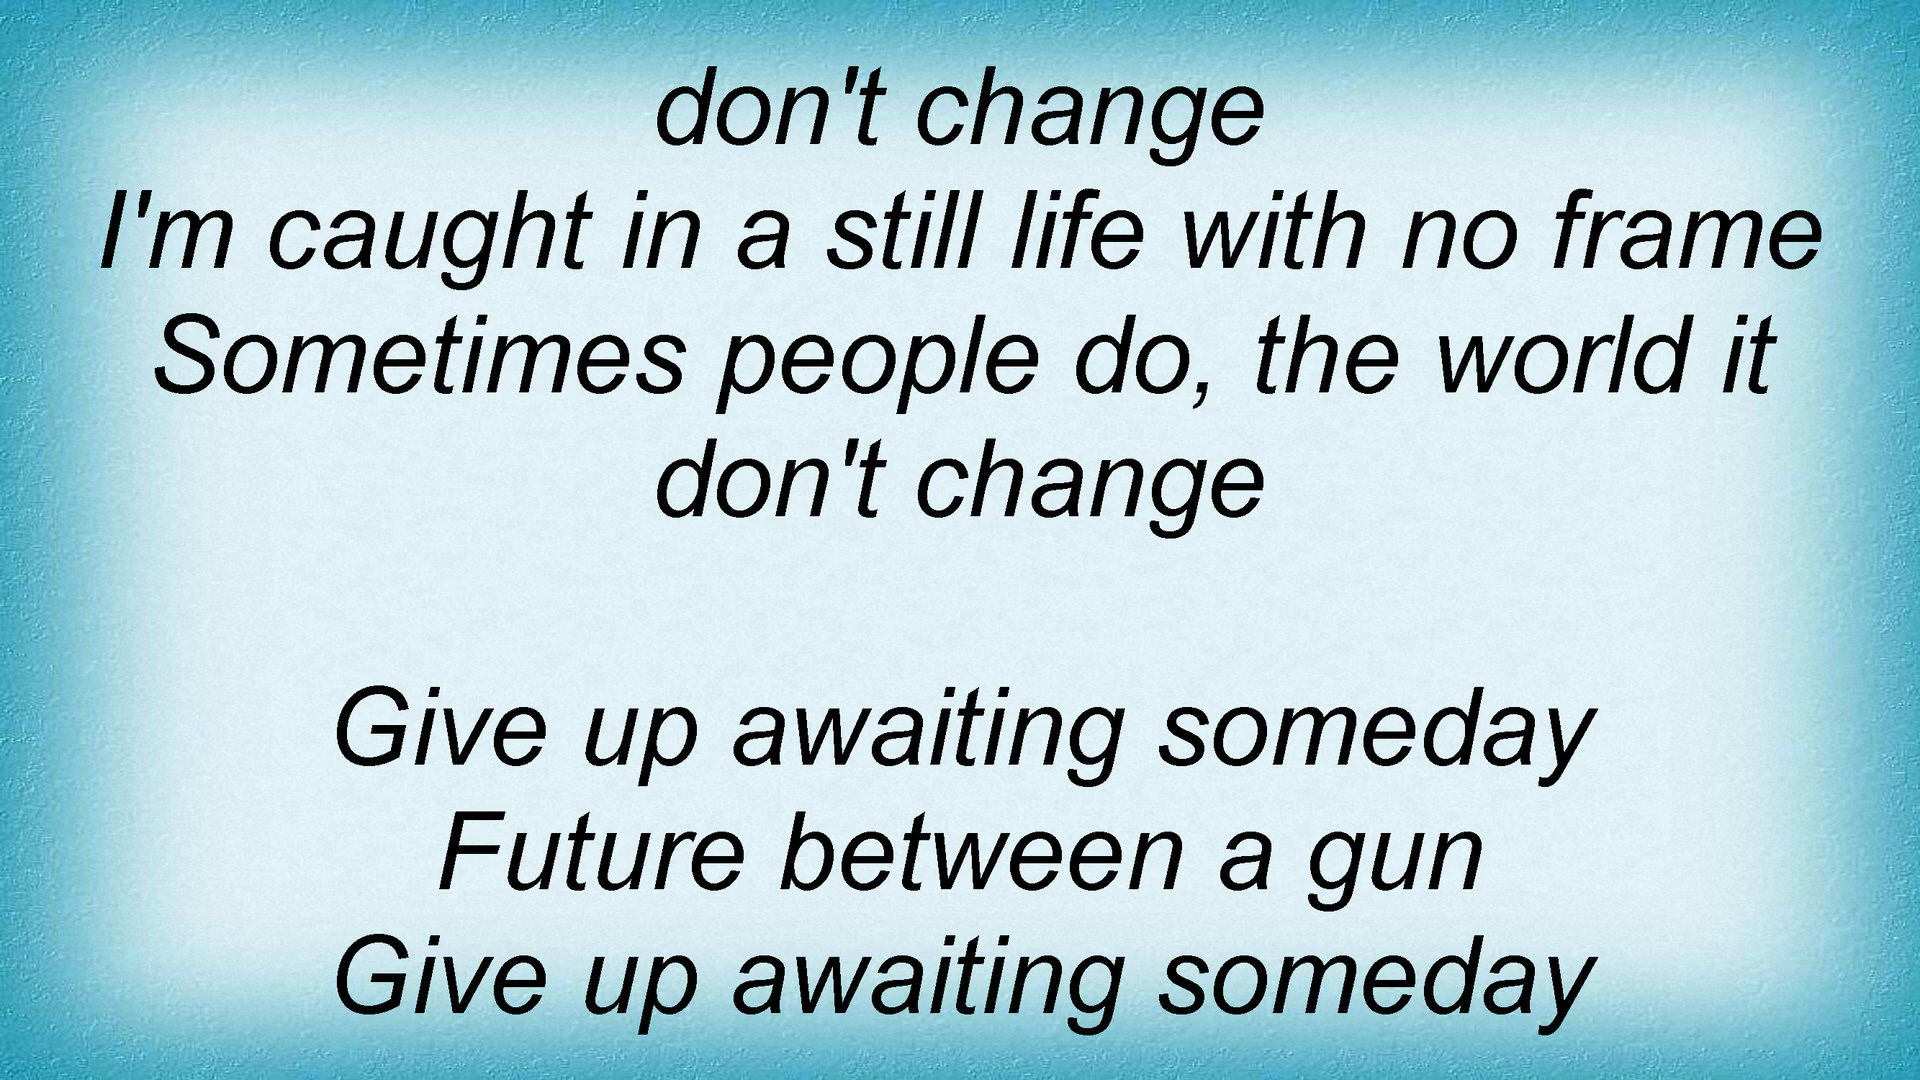 don't change
I'm caught in a still life with no frame
Sometimes people do, the world it
don't change
Give up awaiting someday
Future between a gun
Give up awaiting someday